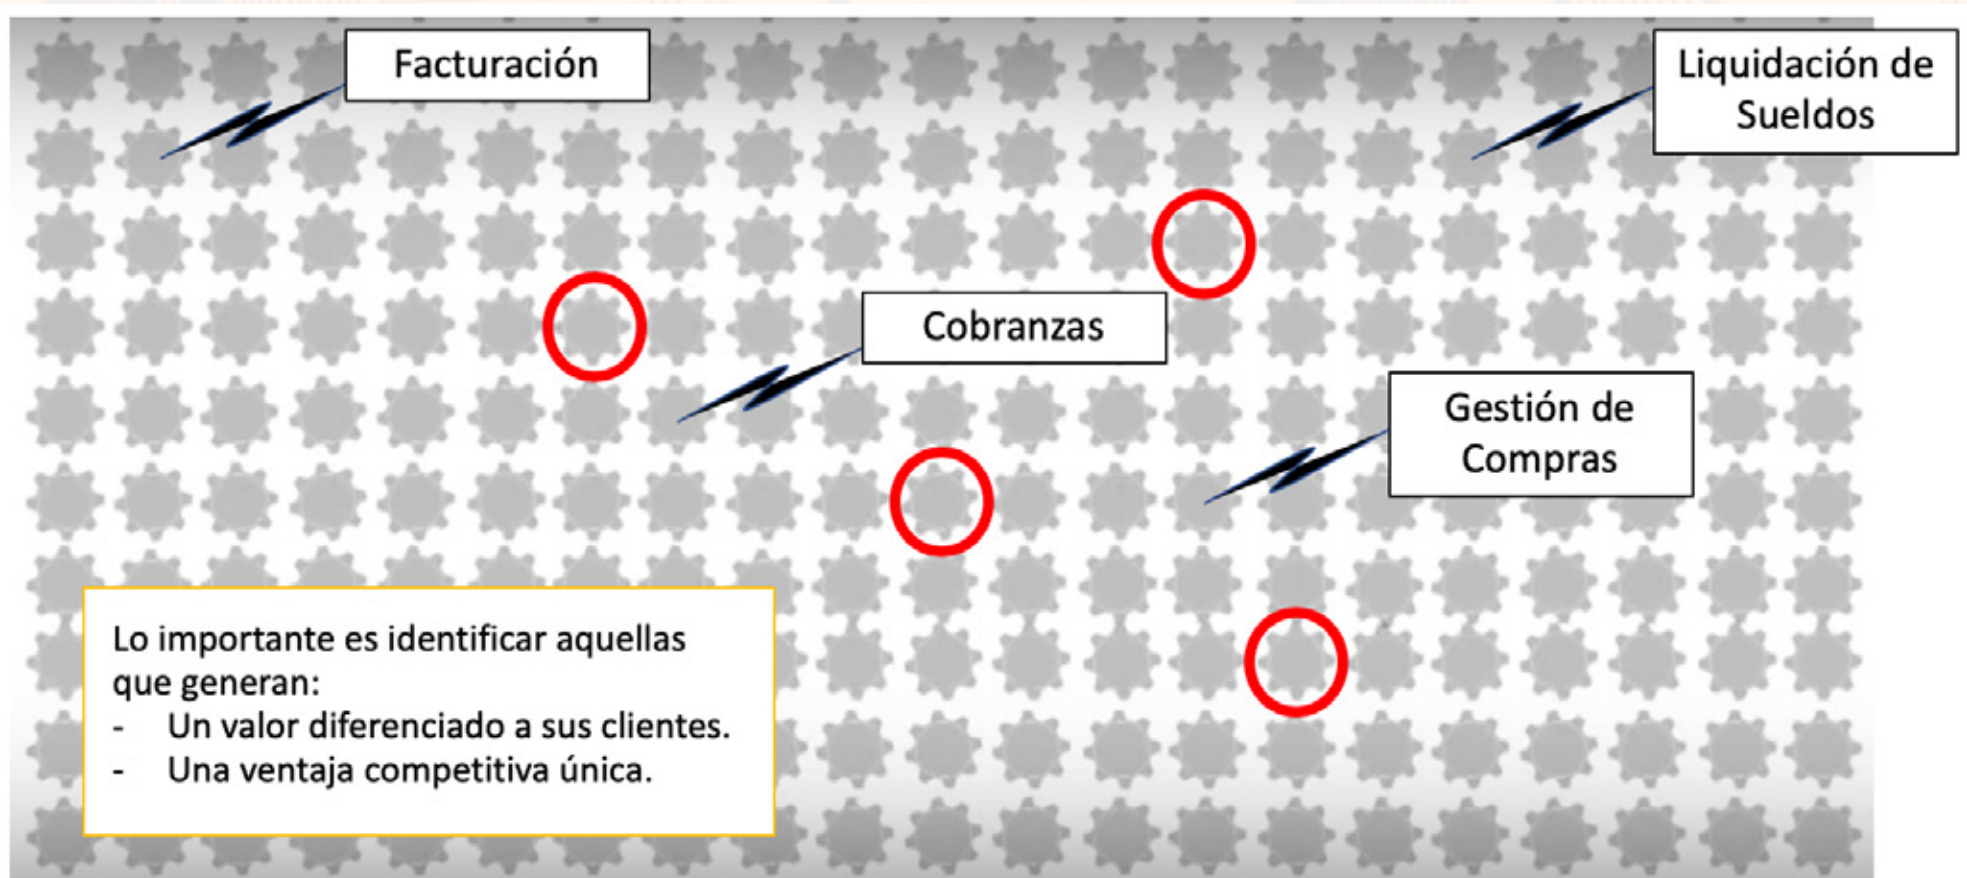 Facturación
Liquidación de
Sueldos
Cobranzas
Gestión de
Compras
Lo importante es identificar aquellas
que generan:
- Un valor diferenciado a sus clientes.
- Una ventaja competitiva única.